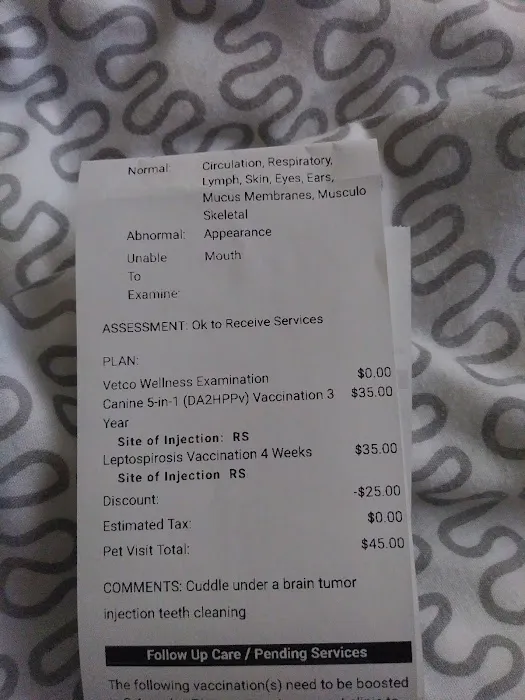 Normal: Circulation, Respiratory,
Lymph, Skin, Eyes, Ears,
Mucus Membranes, Musculo
Skeletal
Abnormal: Appearance
Unable Mouth
To
Examine:
ASSESSMENT: Ok to Receive Services
PLAN:
Vetco Wellness Examination $0.00
Canine 5-in-1 (DA2HPPv) Vaccination 3 $35.00
Year
Site of Injection: RS
Leptospirosis Vaccination 4 Weeks $35.00
Site of Injection RS
Discount: -$25.00
Estimated Tax: $0.00
Pet Visit Total: $45.00
COMMENTS: Cuddle under a brain tumor
injection teeth cleaning
Follow Up Care / Pending Services
The following vaccination(s) need to be boosted